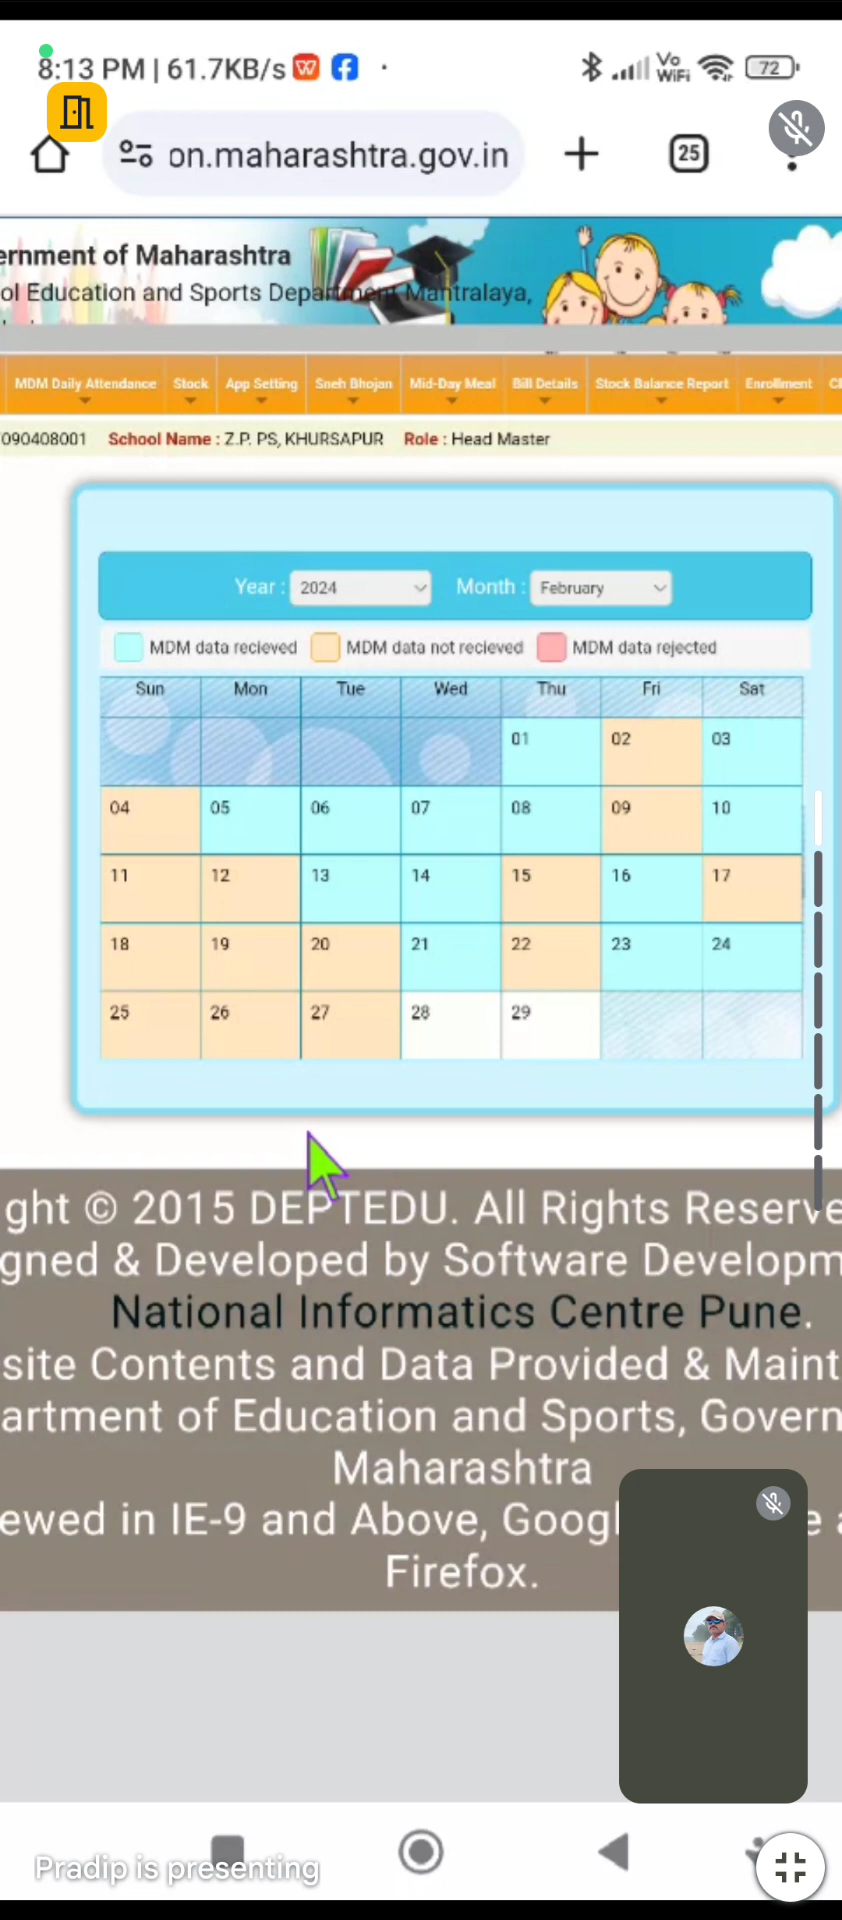 8:13 PM | 61.7KB/s
Vo WiFi 72
on.maharashtra.gov.in 25
ernment of Maharashtra
ol Education and Sports Department Mantralaya,
MDM Daily Attendance Stock App Setting Sneh Bhojan Mid-Day Meal Bill Details Stock Balance Report Enrollment
090408001 School Name : Z.P. PS, KHURSAPUR Role : Head Master
Year : 2024 Month : February
MDM data recieved MDM data not recieved MDM data rejected
Sun Mon Tue Wed Thu Fri Sat
01 02 03
04 05 06 07 08 09 10
11 12 13 14 15 16 17
18 19 20 21 22 23 24
25 26 27 28 29
ght © 2015 DEPTEDU. All Rights Reserve
gned & Developed by Software Developm
National Informatics Centre Pune.
site Contents and Data Provided & Maint
artment of Education and Sports, Govern
Maharashtra
ewed in IE-9 and Above, Googl
Firefox.
Pradip is presenting